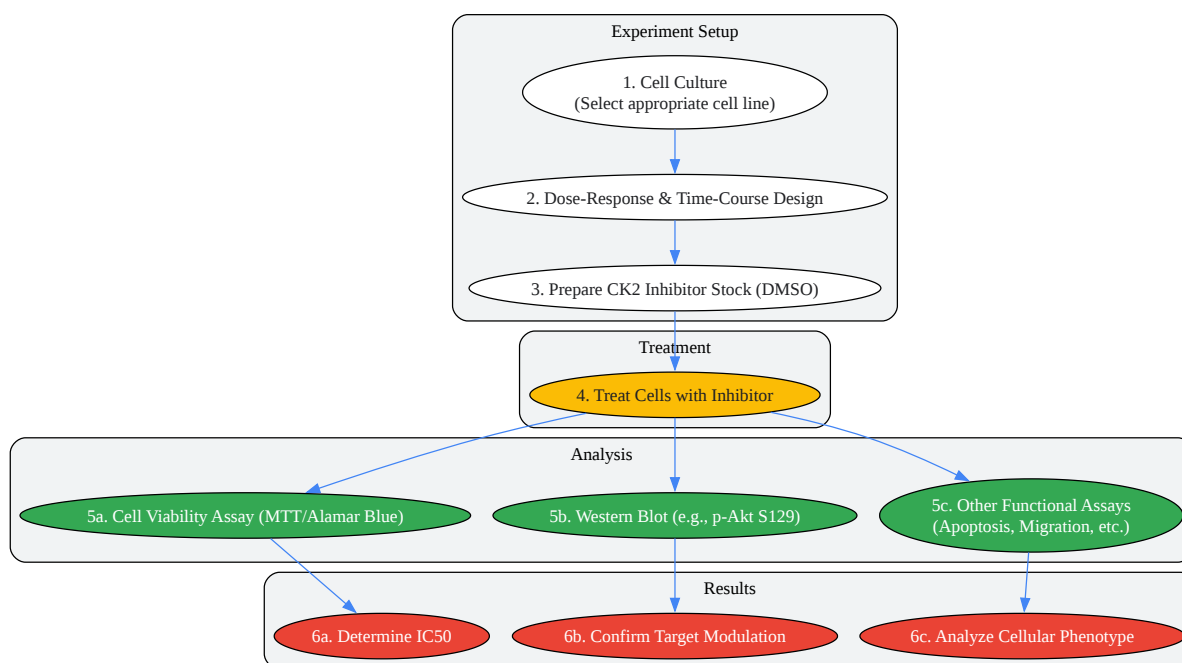 Experiment Setup
1. Cell Culture
(Select appropriate cell line)
2. Dose-Response & Time-Course Design
3. Prepare CK2 Inhibitor Stock (DMSO)
Treatment
4. Treat Cells with Inhibitor
Analysis
5a. Cell Viability Assay (MTT/Alamar Blue)
5b. Western Blot (e.g., p-Akt S129)
5c. Other Functional Assays
(Apoptosis, Migration, etc.)
Results
6a. Determine IC50
6b. Confirm Target Modulation
6c. Analyze Cellular Phenotype